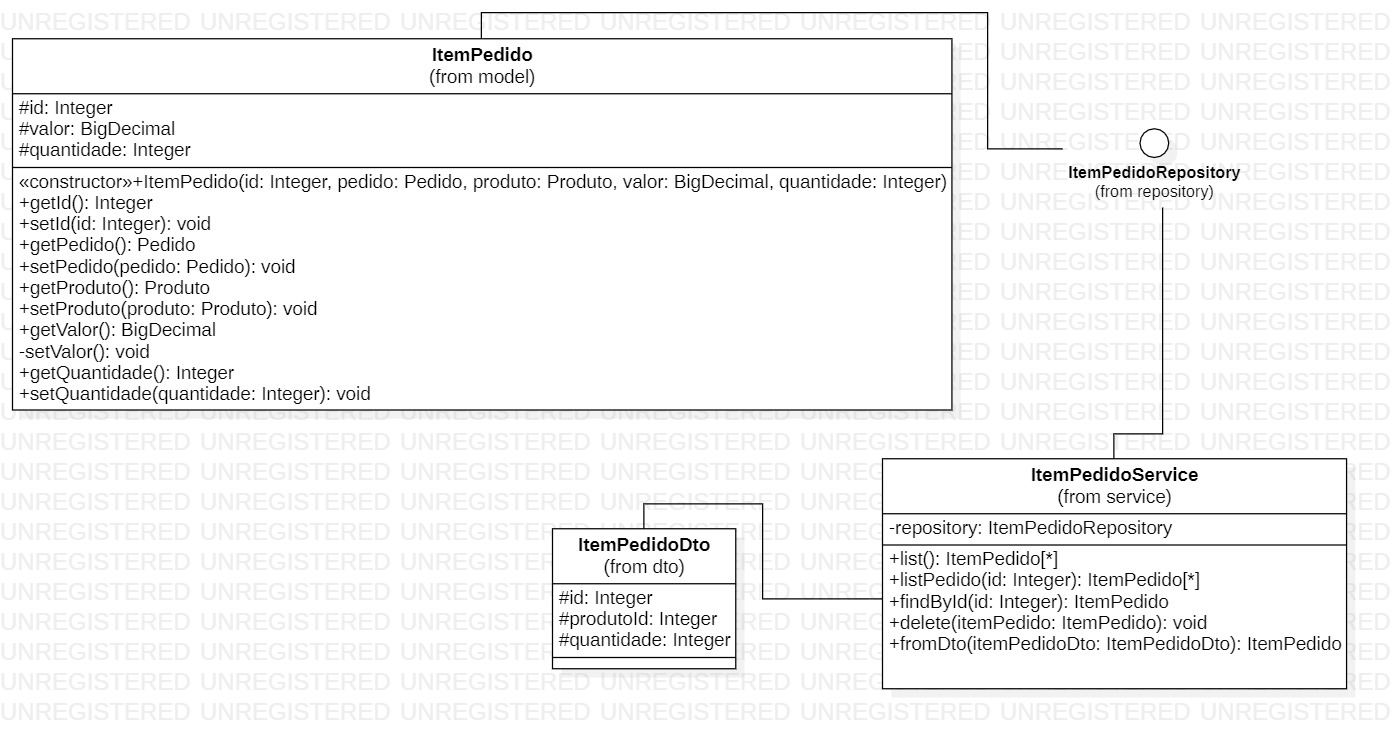 ItemPedido
(from model)
#id: Integer
#valor: BigDecimal
#quantidade: Integer
«constructor»+ItemPedido(id: Integer, pedido: Pedido, produto: Produto, valor: BigDecimal, quantidade: Integer)
+getId(): Integer
+setId(id: Integer): void
+getPedido(): Pedido
+setPedido(pedido: Pedido): void
+getProduto(): Produto
+setProduto(produto: Produto): void
+getValor(): BigDecimal
-setValor(): void
+getQuantidade(): Integer
+setQuantidade(quantidade: Integer): void
ItemPedidoRepository
(from repository)
ItemPedidoService
(from service)
-repository: ItemPedidoRepository
+list(): ItemPedido[*]
+listPedido(id: Integer): ItemPedido[*]
+findById(id: Integer): ItemPedido
+delete(itemPedido: ItemPedido): void
+fromDto(itemPedidoDto: ItemPedidoDto): ItemPedido
ItemPedidoDto
(from dto)
#id: Integer
#produtoId: Integer
#quantidade: Integer
UNREGISTERED